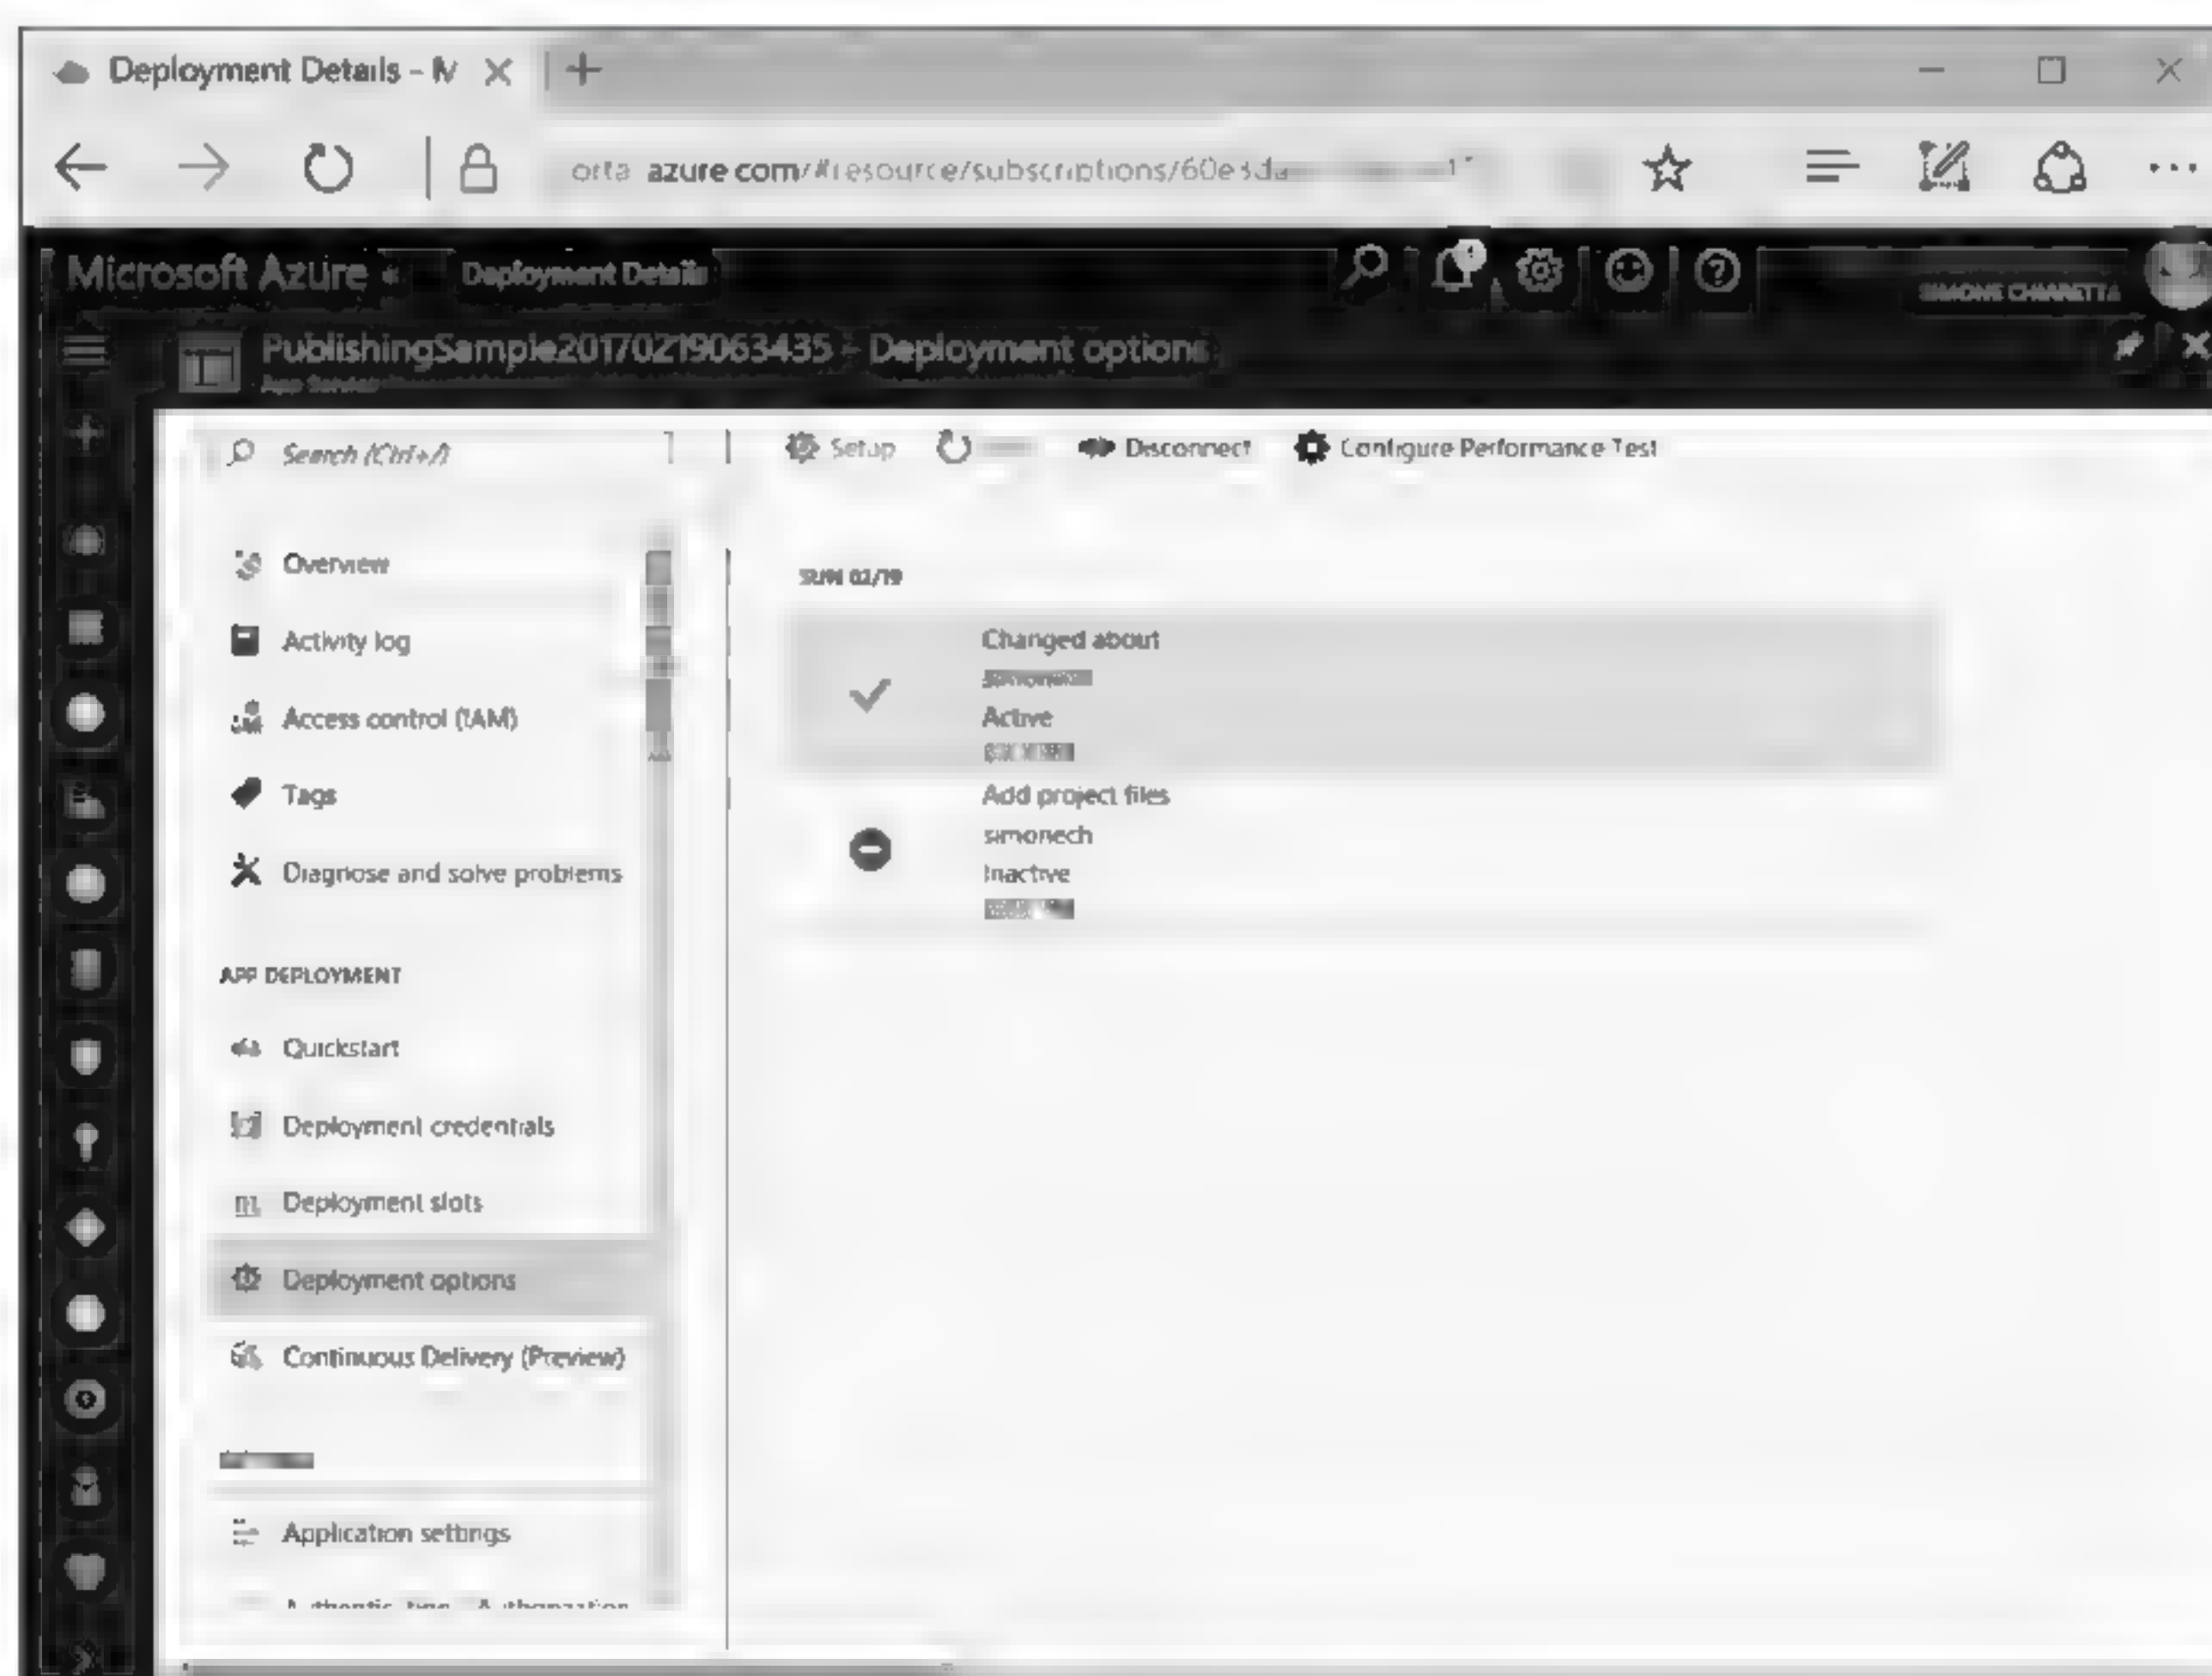 Deployment Details -
azure.com/#resource/subscriptions/60e3da
Microsoft Azure Deployment Details
SIMONE CHIARETTA
PublishingSample20170219063435 - Deployment options
App Service
Search (Ctrl+/)
Setup
Disconnect
Configure Performance Test
Overview
Activity log
Access control (IAM)
Tags
Diagnose and solve problems
APP DEPLOYMENT
Quickstart
Deployment credentials
Deployment slots
Deployment options
Continuous Delivery (Preview)
Application settings
SUN 02/19
Changed about
Active
Add project files
simonech
Inactive